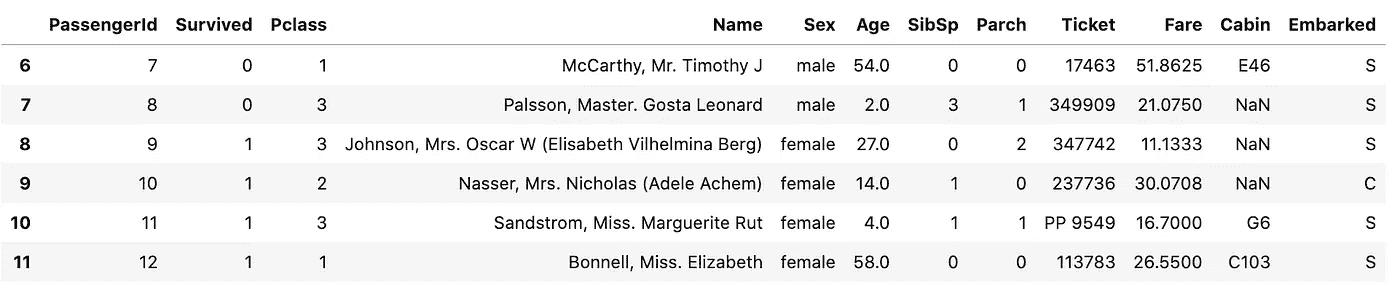 PassengerId Survived Pclass Name Sex Age SibSp Parch Ticket Fare Cabin Embarked
6 7 0 1 McCarthy, Mr. Timothy J male 54.0 0 0 17463 51.8625 E46 S
7 8 0 3 Palsson, Master. Gosta Leonard male 2.0 3 1 349909 21.0750 NaN S
8 9 1 3 Johnson, Mrs. Oscar W (Elisabeth Vilhelmina Berg) female 27.0 0 2 347742 11.1333 NaN S
9 10 1 2 Nasser, Mrs. Nicholas (Adele Achem) female 14.0 1 0 237736 30.0708 NaN C
10 11 1 3 Sandstrom, Miss. Marguerite Rut female 4.0 1 1 PP 9549 16.7000 G6 S
11 12 1 1 Bonnell, Miss. Elizabeth female 58.0 0 0 113783 26.5500 C103 S